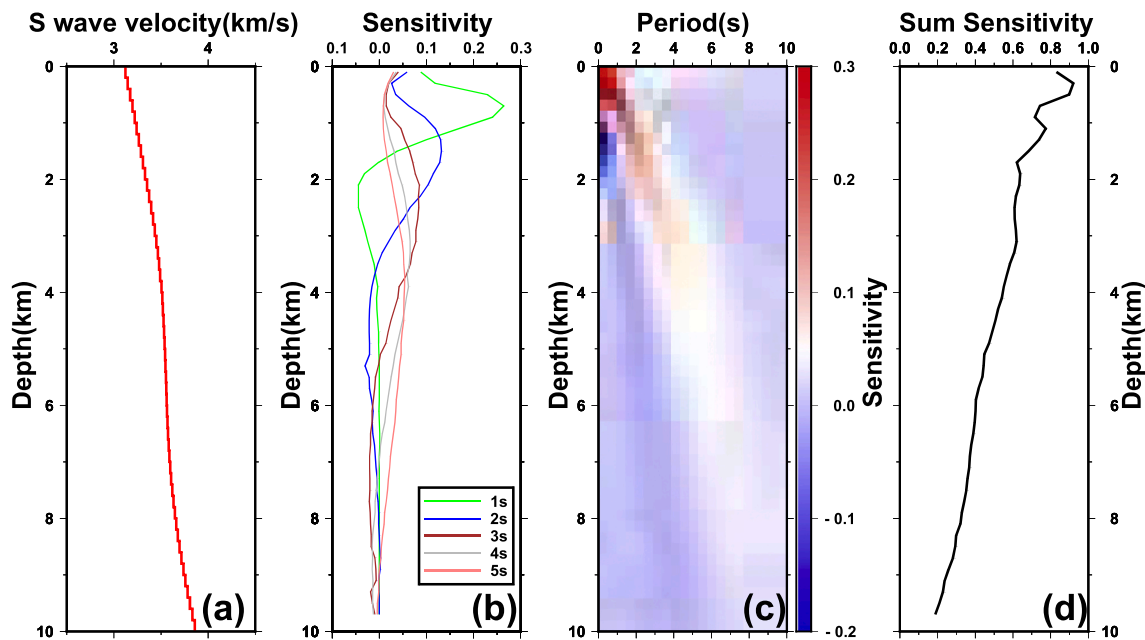 S wave velocity(km/s)
3 4
Depth(km)
0
2
4
6
8
10
(a)
Sensitivity
0.1 0.0 0.1 0.2 0.3
Depth(km)
0
2
4
6
8
10
1s
2s
3s
4s
5s
(b)
Period(s)
0 2 4 6 8 10
Depth(km)
0
2
4
6
8
10
(c)
0.3
0.2
0.1
0.0
- 0.1
- 0.2
Sensitivity
Sum Sensitivity
0.0 0.2 0.4 0.6 0.8 1.0
0
2
4
6
8
10
Depth(km)
(d)